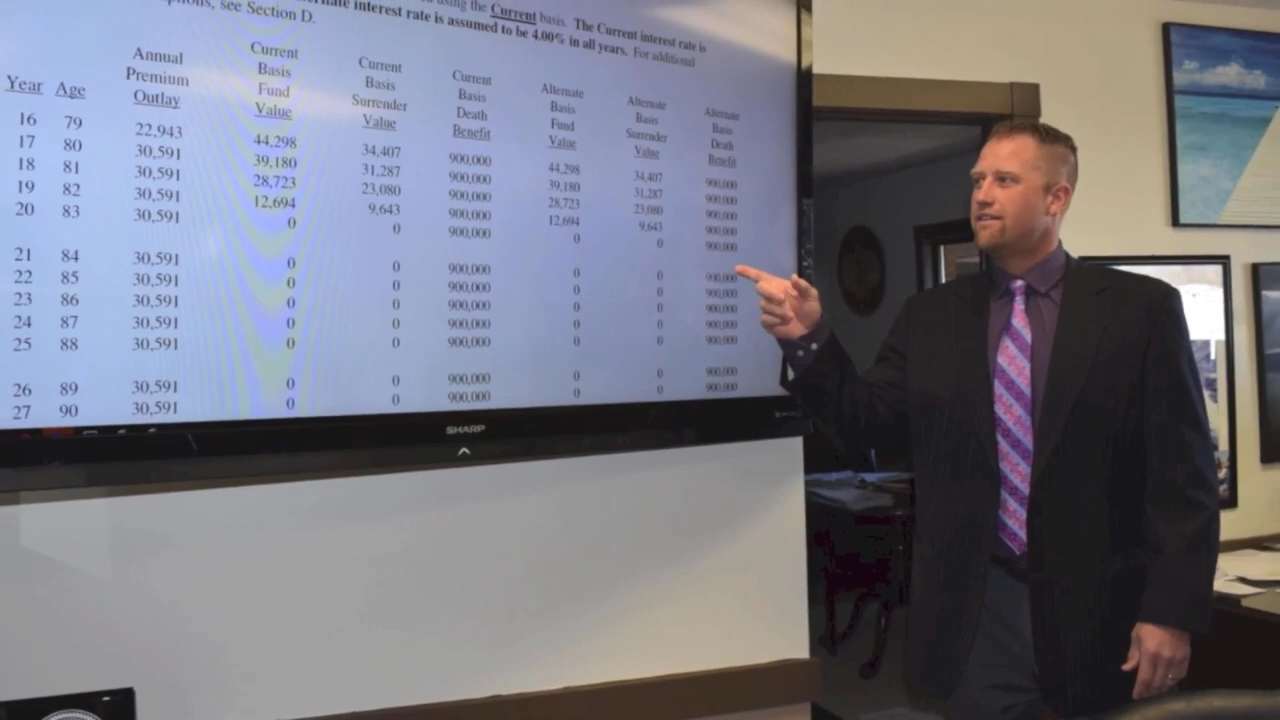 using the Current basis. The Current interest rate is
interest rate is assumed to be 4.00% in all years. For additional
see Section D.
Year Age Annual Premium Outlay Current Basis Fund Value Current Basis Surrender Value Current Basis Death Benefit Alternate Basis Fund Value Alternate Basis Surrender Value Alternate Basis Death Benefit
16 79 22,943 44,298 34,407 900,000 44,298 34,407 900,000
17 80 30,591 39,180 31,287 900,000 39,180 31,287 900,000
18 81 30,591 28,723 23,080 900,000 28,723 23,080 900,000
19 82 30,591 12,694 9,643 900,000 12,694 9,643 900,000
20 83 30,591 0 0 900,000 0 0 900,000
21 84 30,591 0 0 900,000 0 0 900,000
22 85 30,591 0 0 900,000 0 0 900,000
23 86 30,591 0 0 900,000 0 0 900,000
24 87 30,591 0 0 900,000 0 0 900,000
25 88 30,591 0 0 900,000 0 0 900,000
26 89 30,591 0 0 900,000 0 0 900,000
27 90 30,591 0 0 900,000 0 0 900,000
SHARP